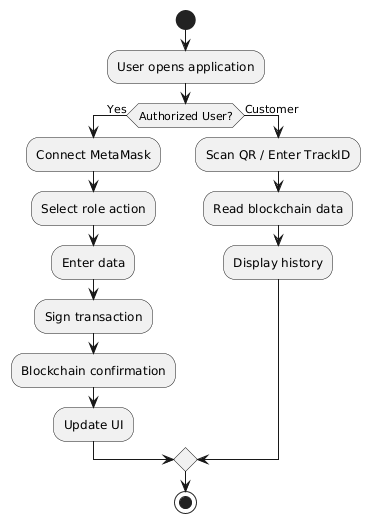 User opens application
Authorized User?
Yes
Customer
Connect MetaMask
Select role action
Enter data
Sign transaction
Blockchain confirmation
Update UI
Scan QR / Enter TrackID
Read blockchain data
Display history